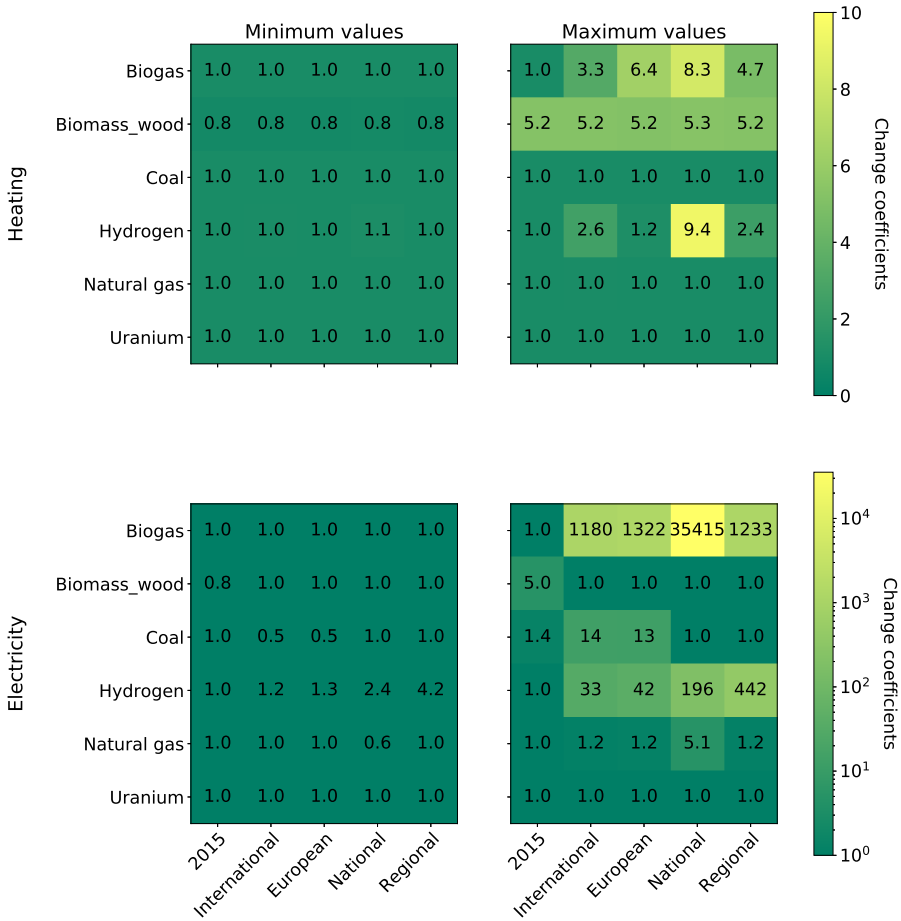 Minimum values Maximum values
Heating
Biogas 1.0 1.0 1.0 1.0 1.0 1.0 3.3 6.4 8.3 4.7
Biomass_wood 0.8 0.8 0.8 0.8 0.8 5.2 5.2 5.2 5.3 5.2
Coal 1.0 1.0 1.0 1.0 1.0 1.0 1.0 1.0 1.0 1.0
Hydrogen 1.0 1.0 1.0 1.1 1.0 1.0 2.6 1.2 9.4 2.4
Natural gas 1.0 1.0 1.0 1.0 1.0 1.0 1.0 1.0 1.0 1.0
Uranium 1.0 1.0 1.0 1.0 1.0 1.0 1.0 1.0 1.0 1.0
10
8
6
4
2
0
Change coefficients
Electricity
Biogas 1.0 1.0 1.0 1.0 1.0 1.0 1180 1322 35415 1233
Biomass_wood 0.8 1.0 1.0 1.0 1.0 5.0 1.0 1.0 1.0 1.0
Coal 1.0 0.5 0.5 1.0 1.0 1.4 14 13 1.0 1.0
Hydrogen 1.0 1.2 1.3 2.4 4.2 1.0 33 42 196 442
Natural gas 1.0 1.0 1.0 0.6 1.0 1.0 1.2 1.2 5.1 1.2
Uranium 1.0 1.0 1.0 1.0 1.0 1.0 1.0 1.0 1.0 1.0
2015 International European National Regional 2015 International European National Regional
10⁴
10³
10²
10¹
10⁰
Change coefficients